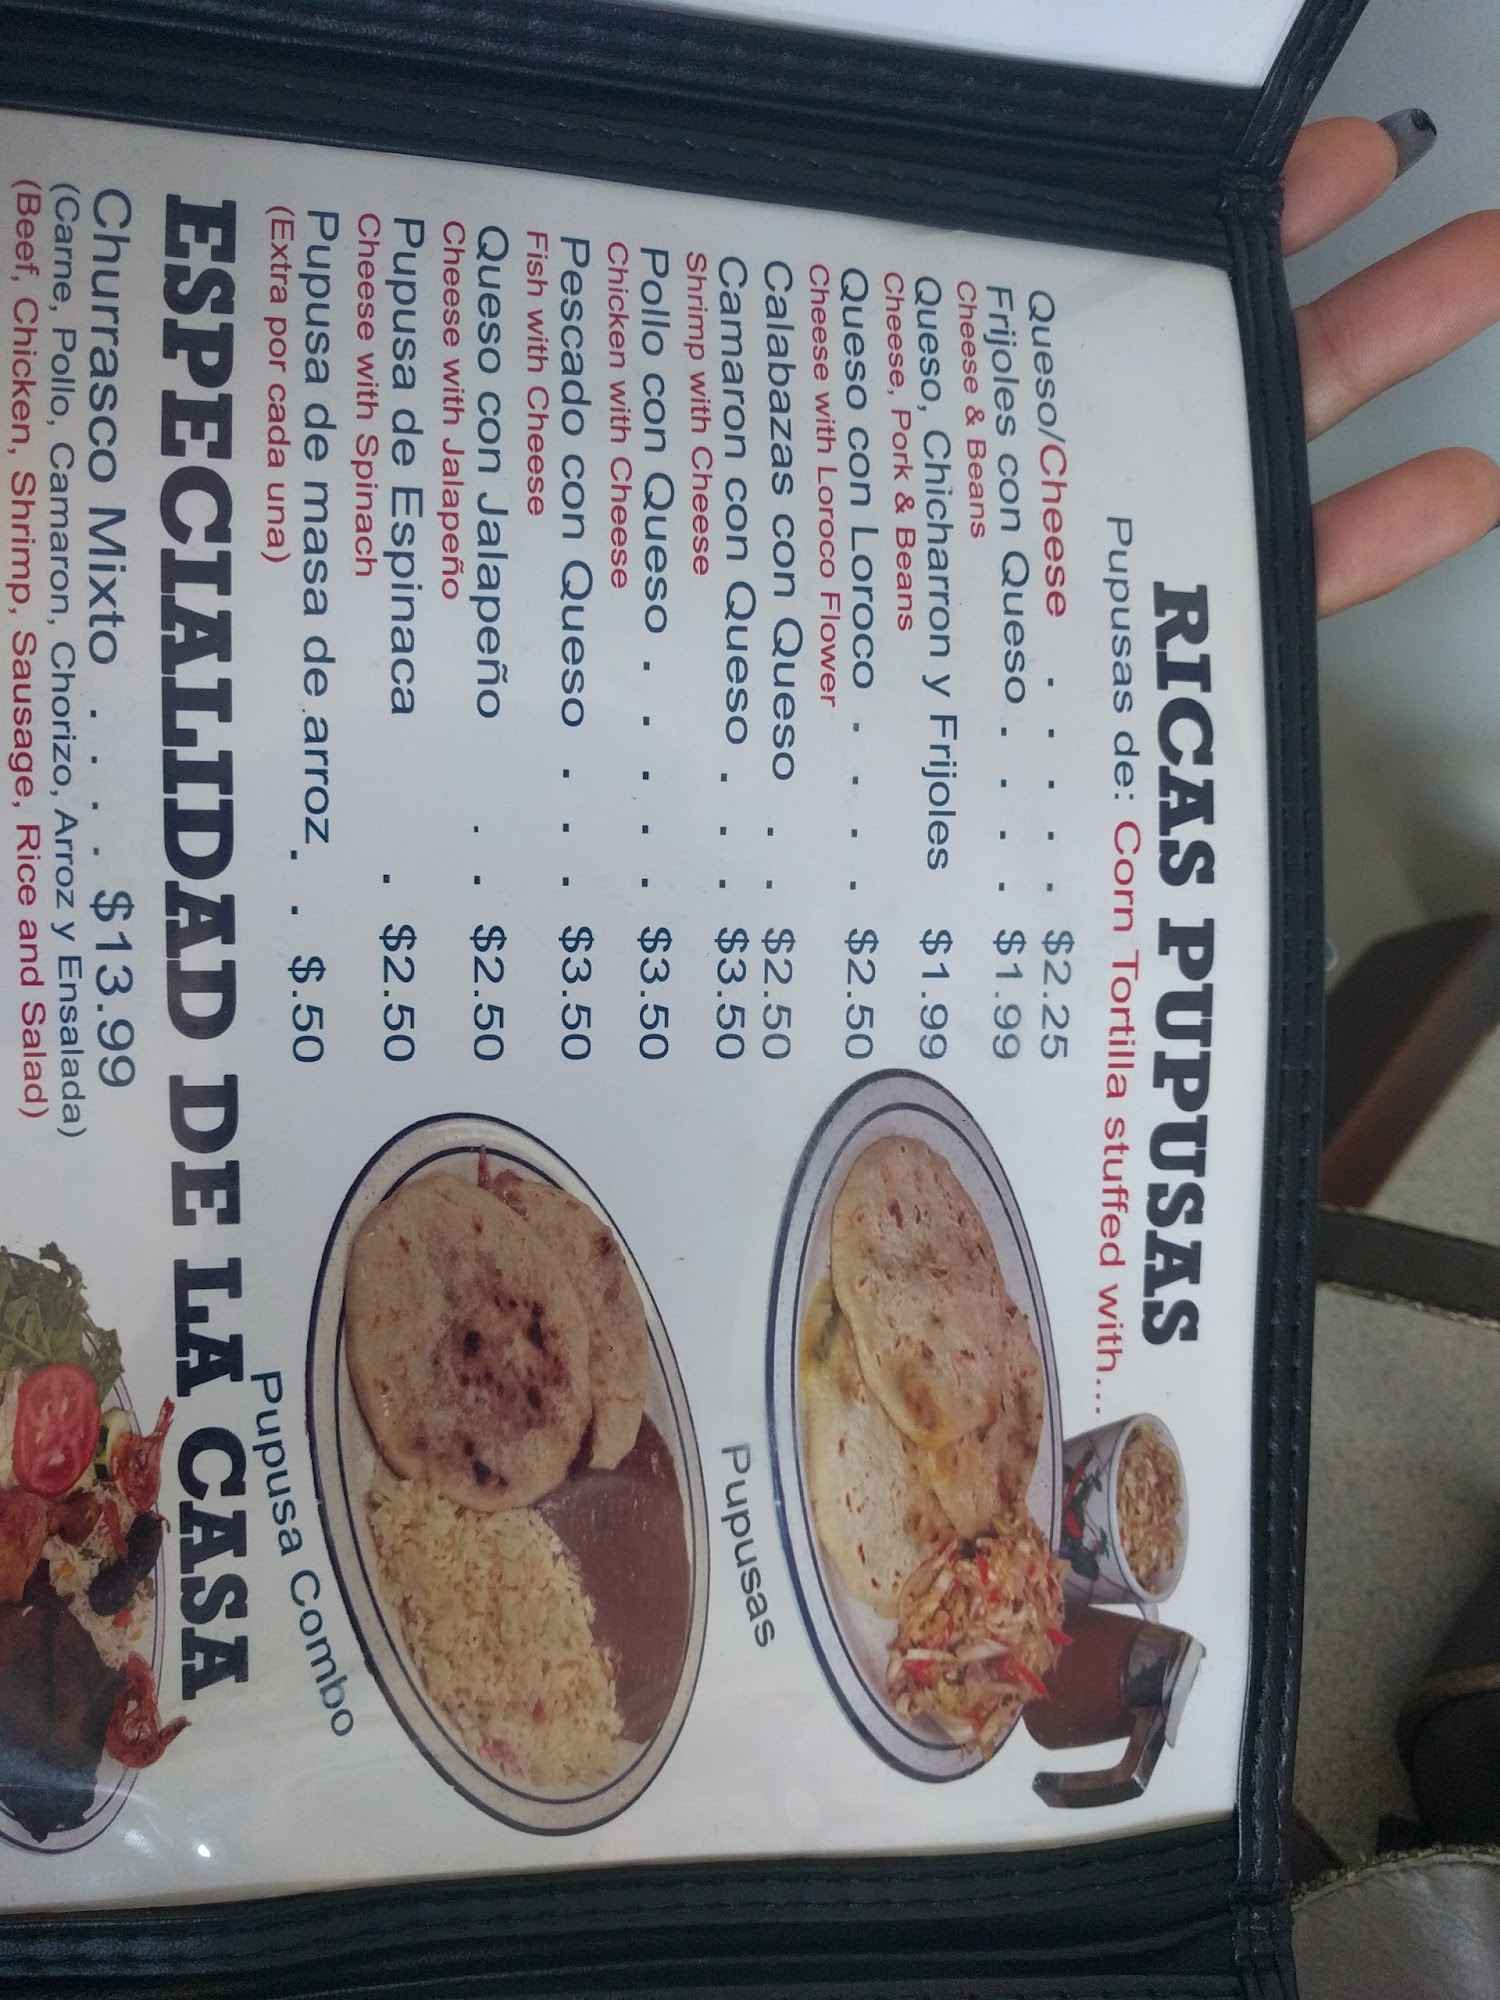 RICAS PUPUSAS
Pupusas de: Corn Tortilla stuffed with...
Queso/Cheese . . . . . $2.25
Frijoles con Queso . . . . $1.99
Cheese & Beans
Queso, Chicharron y Frijoles $1.99
Cheese, Pork & Beans
Queso con Loroco . . . . $2.50
Cheese with Loroco Flower
Calabazas con Queso . . $2.50
Camaron con Queso . . . $3.50
Shrimp with Cheese
Pollo con Queso . . . . . $3.50
Chicken with Cheese
Pescado con Queso . . . $3.50
Fish with Cheese
Queso con Jalapeño . . $2.50
Cheese with Jalapeño
Pupusa de Espinaca . $2.50
Cheese with Spinach
Pupusa de masa de arroz . . $.50
(Extra por cada una)
Pupusas
Pupusa Combo
ESPECIALIDAD DE LA CASA
Churrasco Mixto . . . . $13.99
(Carne, Pollo, Camaron, Chorizo, Arroz y Ensalada)
(Beef, Chicken, Shrimp, Sausage, Rice and Salad)